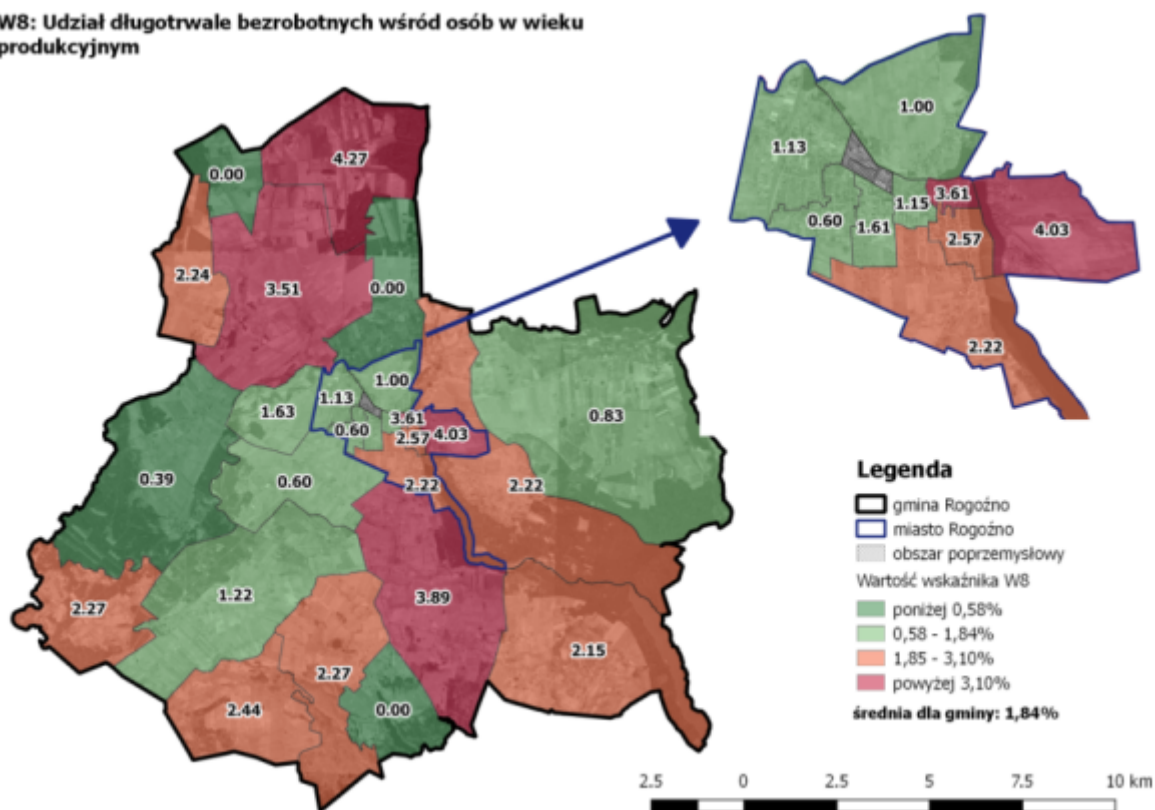 W8: Udział długotrwale bezrobotnych wśród osób w wieku
produkcyjnym
4.27
0.00
2.24
3.51
0.00
1.00
1.13
1.63
0.60
3.61
2.57
4.03
0.83
0.39
0.60
2.22
2.22
1.22
3.89
2.27
2.15
2.27
2.44
0.00
1.00
1.13
3.61
1.15
0.60
1.61
2.57
4.03
2.22
Legenda
gmina Rogoźno
miasto Rogoźno
obszar poprzemysłowy
Wartość wskaźnika W8
poniżej 0,58%
0,58 - 1,84%
1,85 - 3,10%
powyżej 3,10%
średnia dla gminy: 1,84%
2.5 0 2.5 5 7.5 10 km